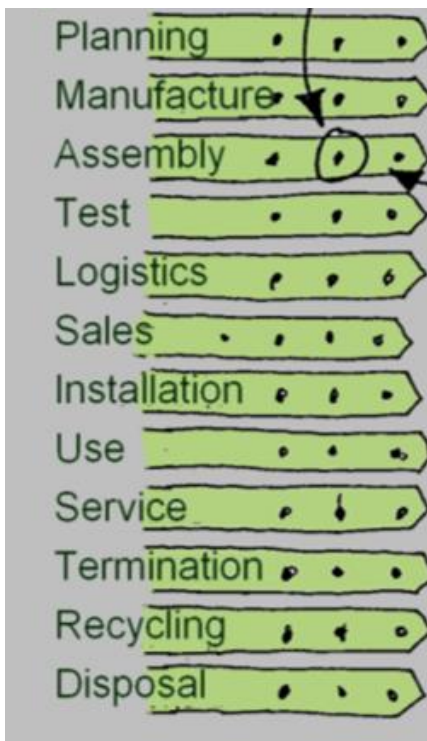 Planning
Manufacture
Assembly
Test
Logistics
Sales
Installation
Use
Service
Termination
Recycling
Disposal